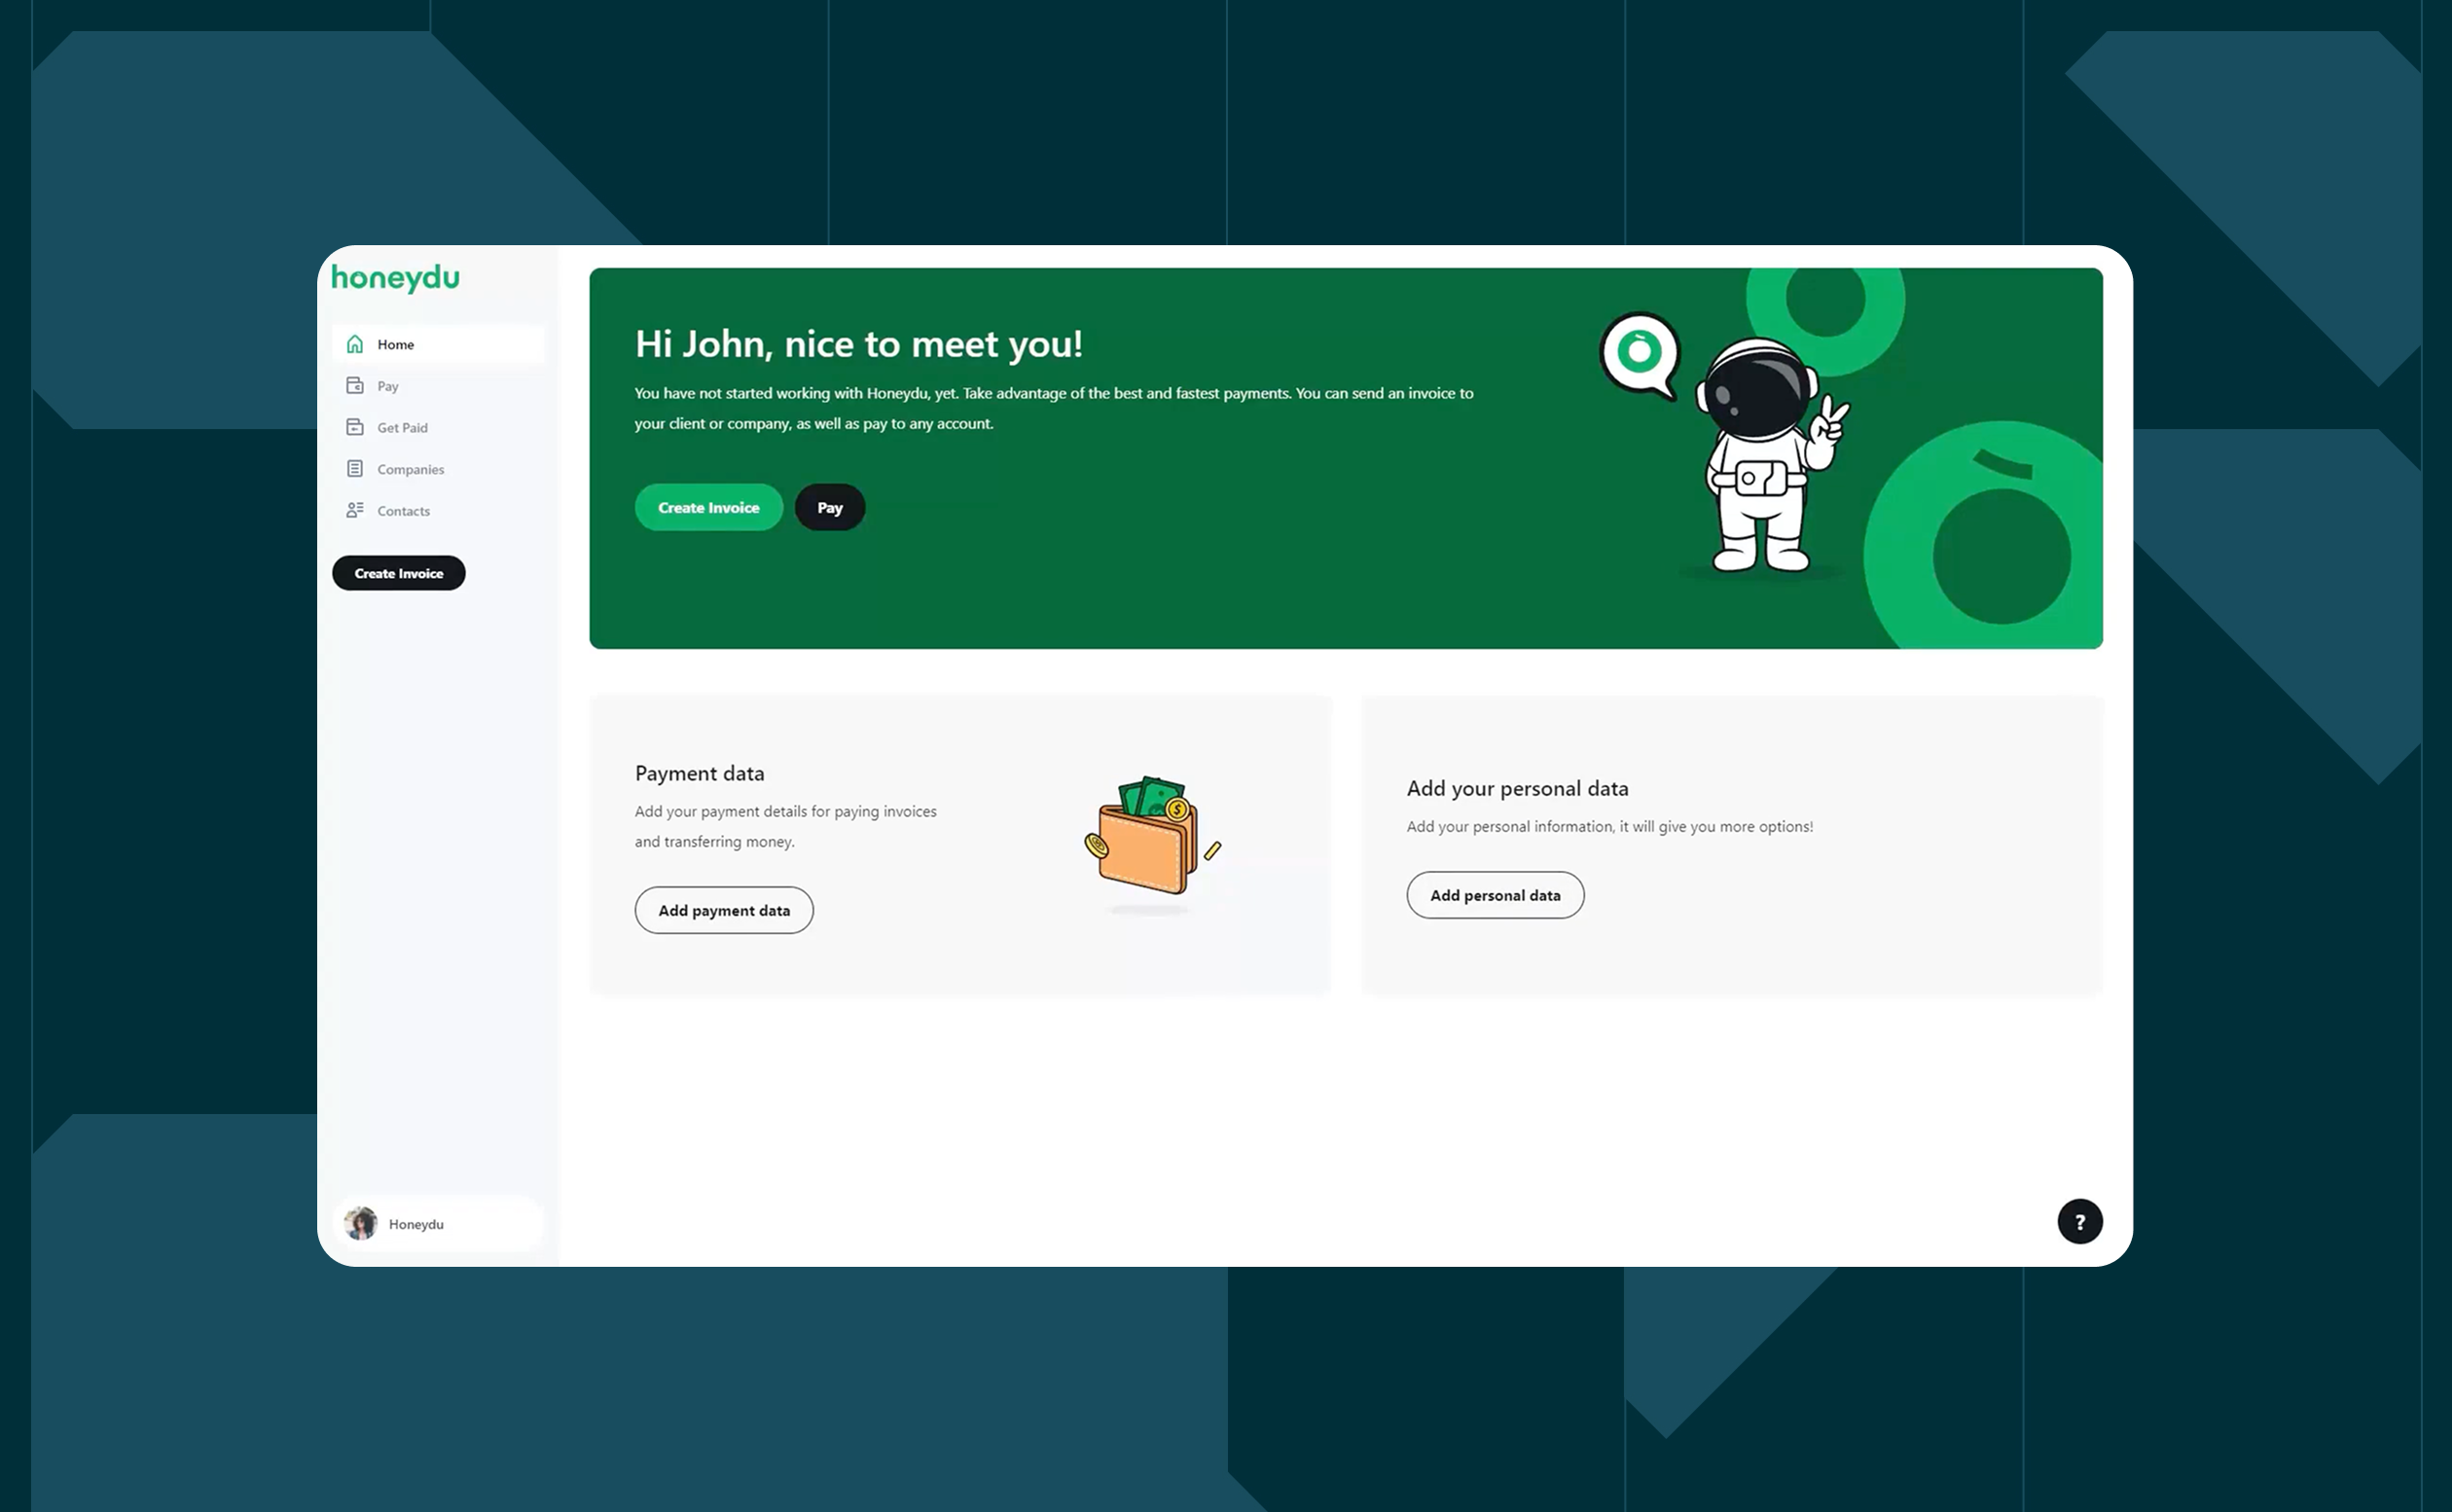 honeydu
Home
Pay
Get Paid
Companies
Contacts
Create Invoice
Honeydu
Hi John, nice to meet you!
You have not started working with Honeydu, yet. Take advantage of the best and fastest payments. You can send an invoice to
your client or company, as well as pay to any account.
Create Invoice
Pay
Payment data
Add your payment details for paying invoices
and transferring money.
Add payment data
$
Add your personal data
Add your personal information, it will give you more options!
Add personal data
?